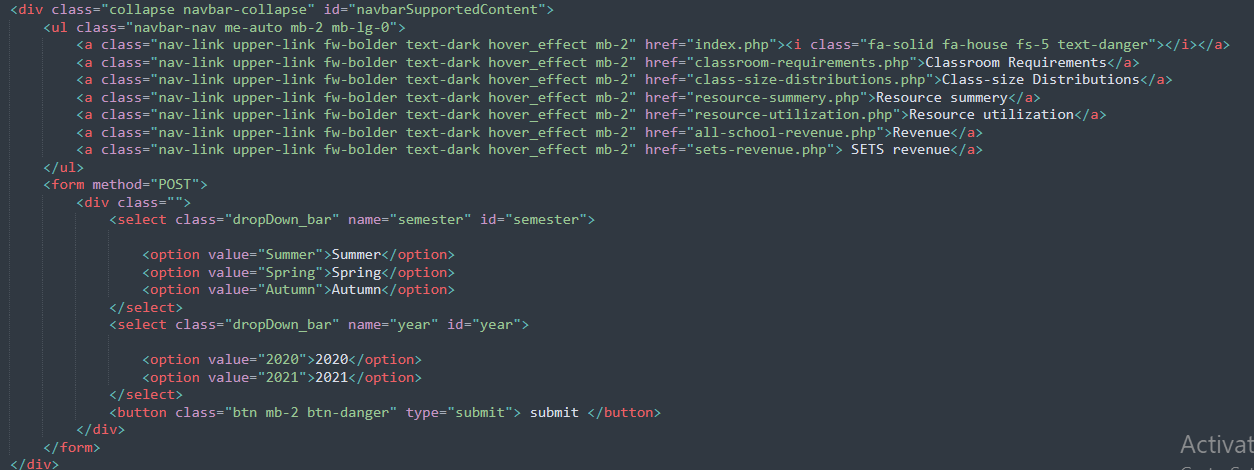 <div class="collapse navbar-collapse" id="navbarSupportedContent">
    <ul class="navbar-nav me-auto mb-2 mb-lg-0">
        <a class="nav-link upper-link fw-bolder text-dark hover_effect mb-2" href="index.php"><i class="fa-solid fa-house fs-5 text-danger"></i></a>
        <a class="nav-link upper-link fw-bolder text-dark hover_effect mb-2" href="classroom-requirements.php">Classroom Requirements</a>
        <a class="nav-link upper-link fw-bolder text-dark hover_effect mb-2" href="class-size-distributions.php">Class-size Distributions</a>
        <a class="nav-link upper-link fw-bolder text-dark hover_effect mb-2" href="resource-summery.php">Resource summery</a>
        <a class="nav-link upper-link fw-bolder text-dark hover_effect mb-2" href="resource-utilization.php">Resource utilization</a>
        <a class="nav-link upper-link fw-bolder text-dark hover_effect mb-2" href="all-school-revenue.php">Revenue</a>
        <a class="nav-link upper-link fw-bolder text-dark hover_effect mb-2" href="sets-revenue.php"> SETS revenue</a>
    </ul>
    <form method="POST">
        <div class="">
            <select class="dropDown_bar" name="semester" id="semester">
                <option value="Summer">Summer</option>
                <option value="Spring">Spring</option>
                <option value="Autumn">Autumn</option>
            </select>
            <select class="dropDown_bar" name="year" id="year">
                <option value="2020">2020</option>
                <option value="2021">2021</option>
            </select>
            <button class="btn mb-2 btn-danger" type="submit"> submit </button>
        </div>
    </form>
</div>
Activat